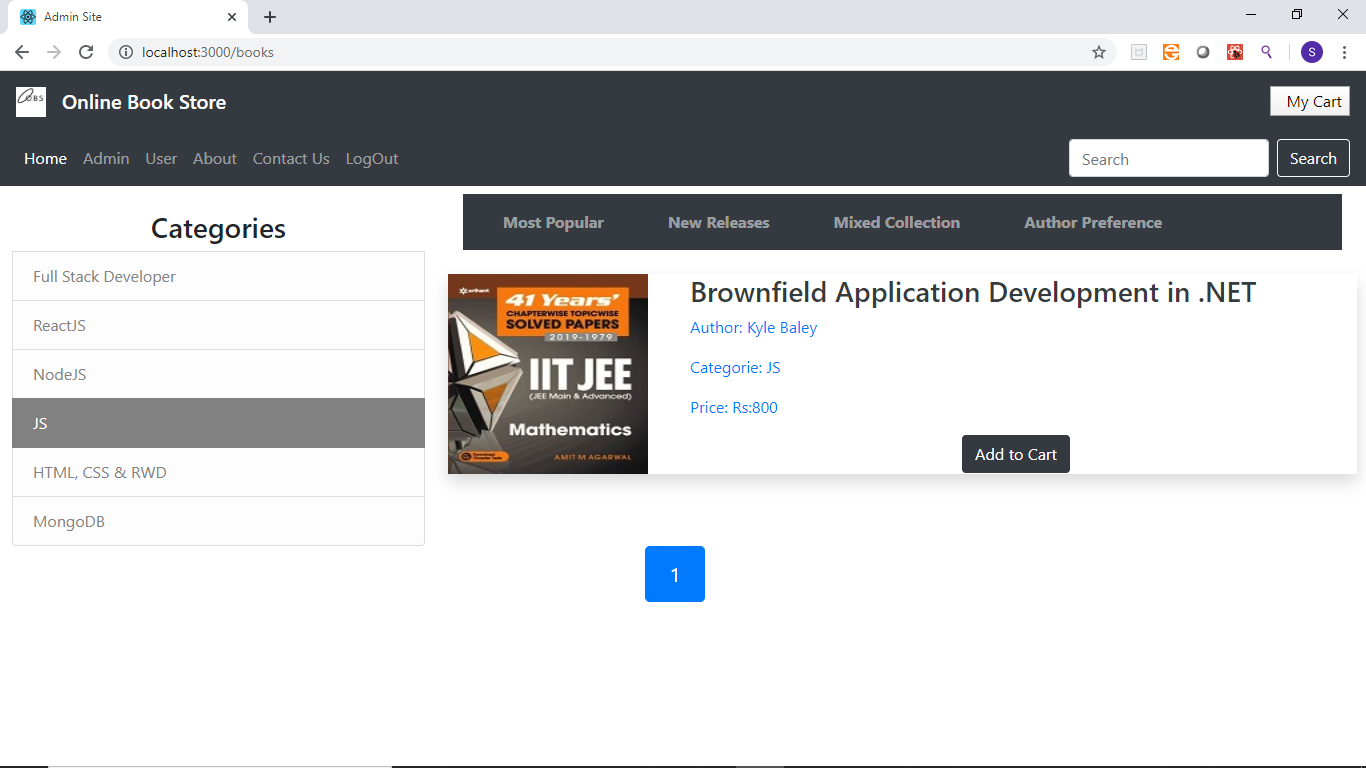 Admin Site
localhost:3000/books
S
OBS
Online Book Store
My Cart
Home Admin User About Contact Us LogOut
Search Search
Categories
Full Stack Developer
ReactJS
NodeJS
JS
HTML, CSS & RWD
MongoDB
Most Popular New Releases Mixed Collection Author Preference
arihant
41 Years'
CHAPTERWISE TOPICWISE
SOLVED PAPERS
2019-1979
IIT JEE
(JEE Main & Advanced)
Mathematics
AMIT M AGARWAL
Brownfield Application Development in .NET
Author: Kyle Baley
Categorie: JS
Price: Rs:800
Add to Cart
1